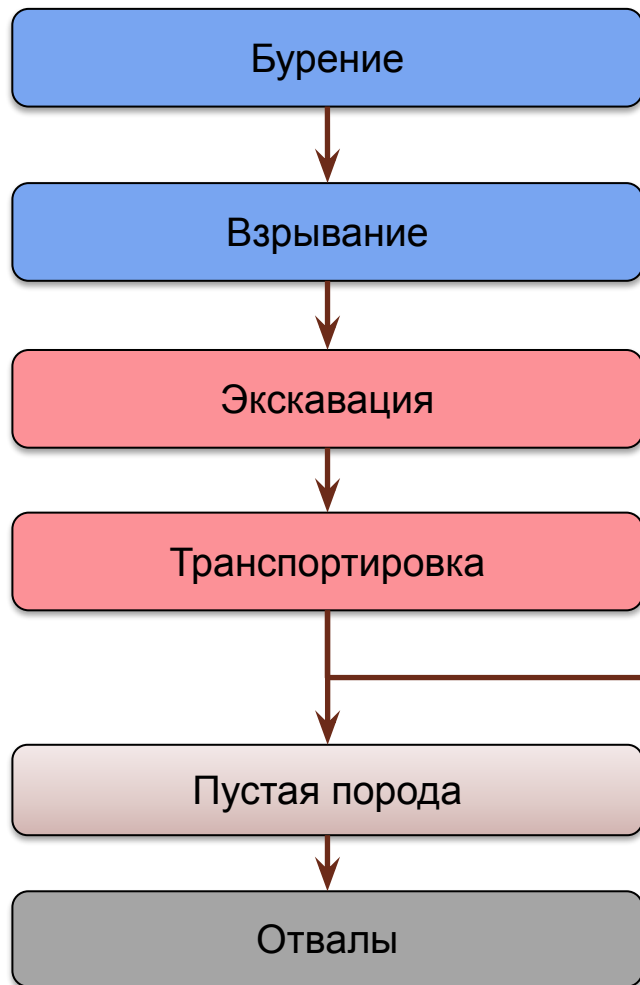 Бурение
Взрывание
Экскавация
Транспортировка
Пустая порода
Отвалы